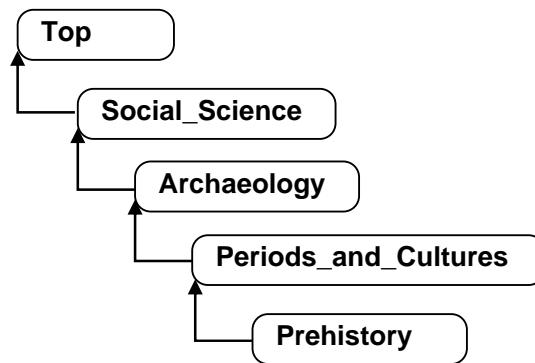 Top
Social_Science
Archaeology
Periods_and_Cultures
Prehistory